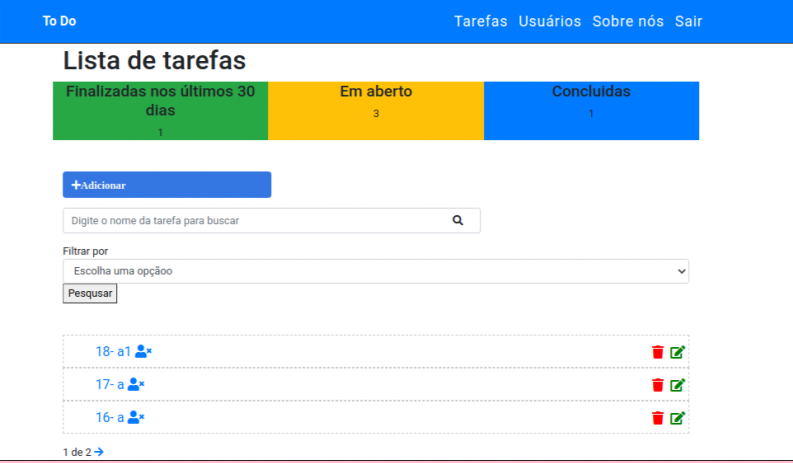 To Do
Tarefas Usuários Sobre nós Sair
Lista de tarefas
Finalizadas nos últimos 30
dias
1
Em aberto
3
Concluidas
1
+Adicionar
Digite o nome da tarefa para buscar
Filtrar por
Escolha uma opçãoo
Pesqusar
18- a1
17- a
16- a
1 de 2